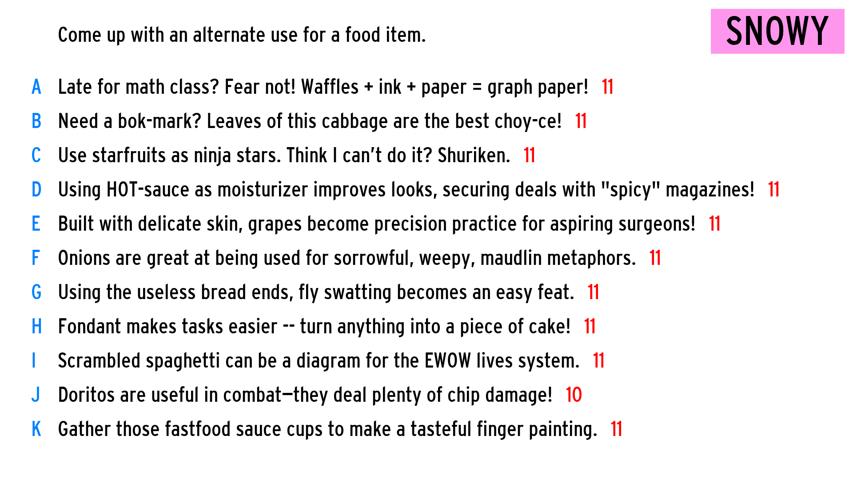 Come up with an alternate use for a food item.
SNOWY
A Late for math class? Fear not! Waffles + ink + paper = graph paper! 11
B Need a bok-mark? Leaves of this cabbage are the best choy-ce! 11
C Use starfruits as ninja stars. Think I can't do it? Shuriken. 11
D Using HOT-sauce as moisturizer improves looks, securing deals with "spicy" magazines! 11
E Built with delicate skin, grapes become precision practice for aspiring surgeons! 11
F Onions are great at being used for sorrowful, weepy, maudlin metaphors. 11
G Using the useless bread ends, fly swatting becomes an easy feat. 11
H Fondant makes tasks easier -- turn anything into a piece of cake! 11
I Scrambled spaghetti can be a diagram for the EWOW lives system. 11
J Doritos are useful in combat—they deal plenty of chip damage! 10
K Gather those fastfood sauce cups to make a tasteful finger painting. 11